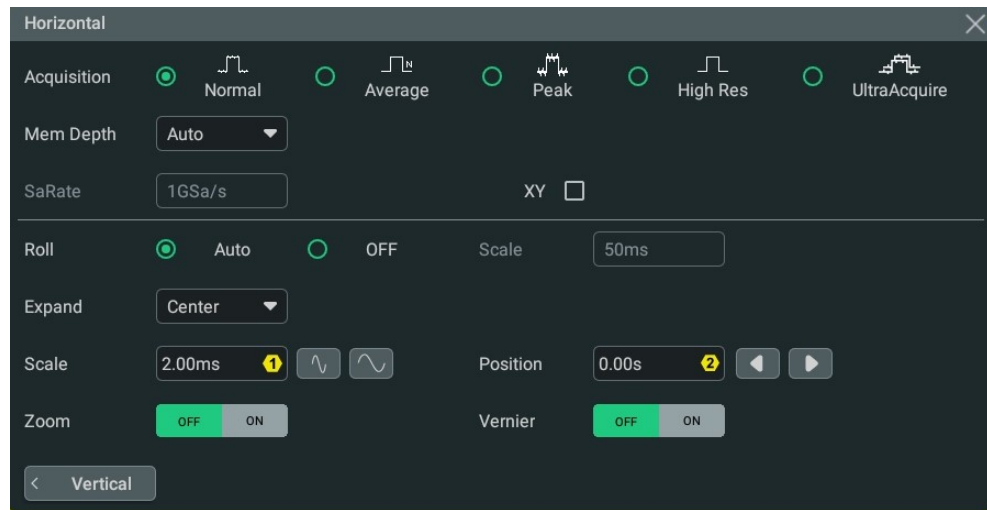 Horizontal
Acquisition Normal N Average Peak High Res UltraAcquire
Mem Depth Auto
SaRate 1GSa/s XY
Roll Auto OFF Scale 50ms
Expand Center
Scale 2.00ms 1 Position 0.00s 2
Zoom OFF ON Vernier OFF ON
< Vertical